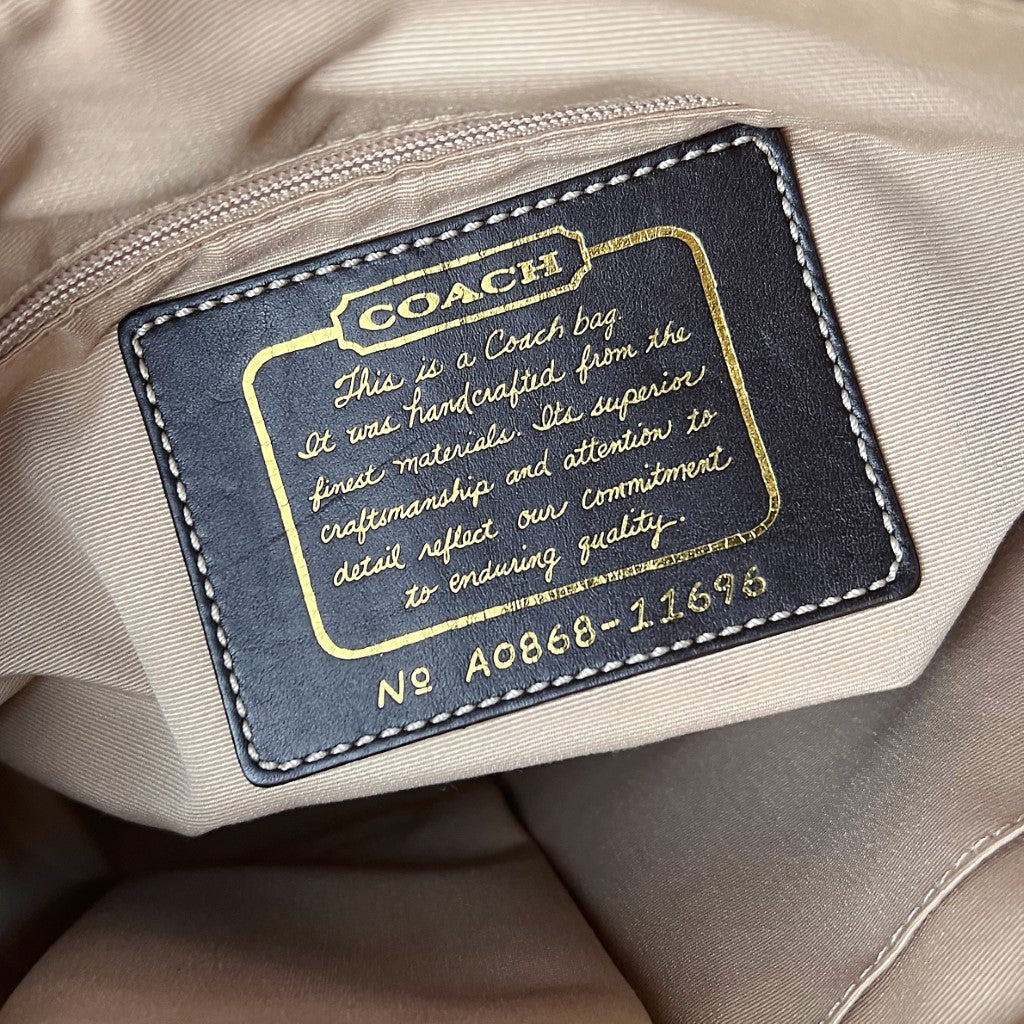 COACH
This is a Coach bag.
It was handcrafted from the
finest materials. Its superior
craftsmanship and attention to
detail reflect our commitment
to enduring quality.
Nº A0868-11696